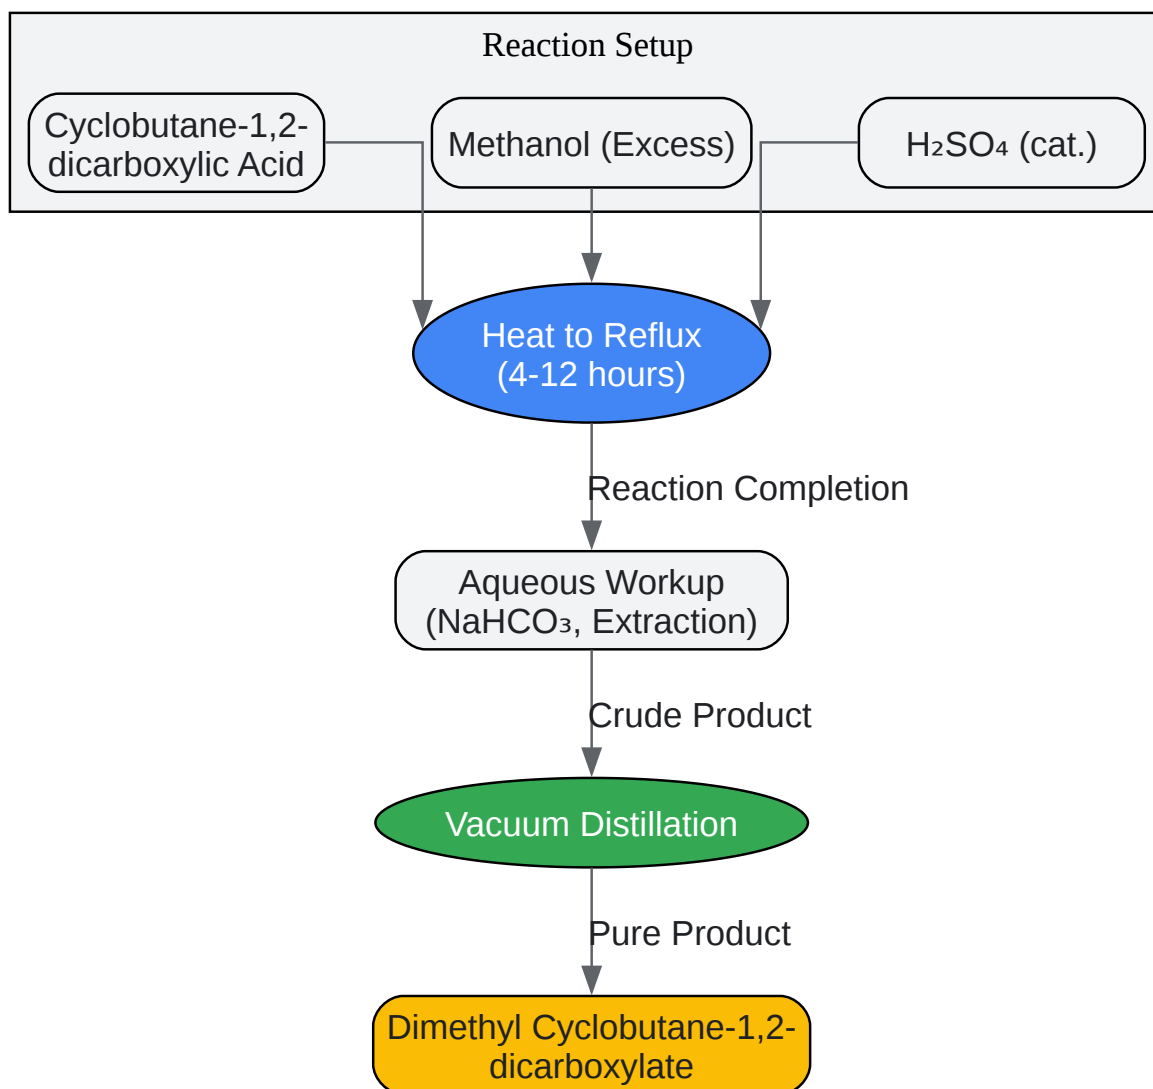 Reaction Setup
Cyclobutane-1,2-
dicarboxylic Acid
Methanol (Excess)
H₂SO₄ (cat.)
Heat to Reflux
(4-12 hours)
Reaction Completion
Aqueous Workup
(NaHCO₃, Extraction)
Crude Product
Vacuum Distillation
Pure Product
Dimethyl Cyclobutane-1,2-
dicarboxylate